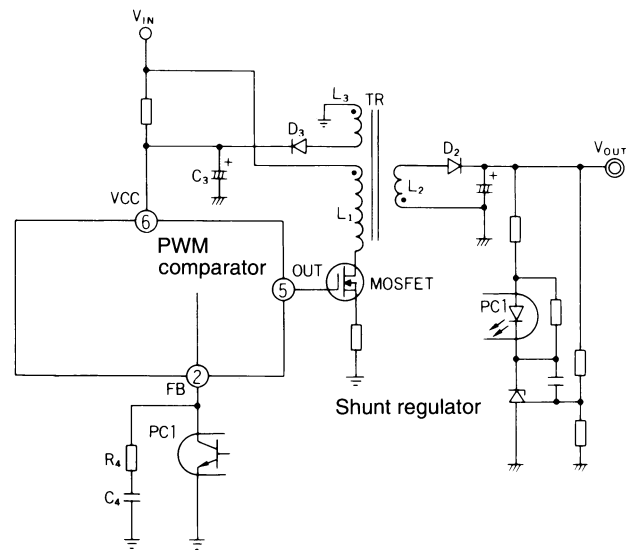 VIN
L3
TR
D3
D2
VOUT
C3
+
+
VCC
6
L1
L2
PWM
comparator
OUT
5
MOSFET
PC1
2
FB
Shunt regulator
PC1
R4
C4